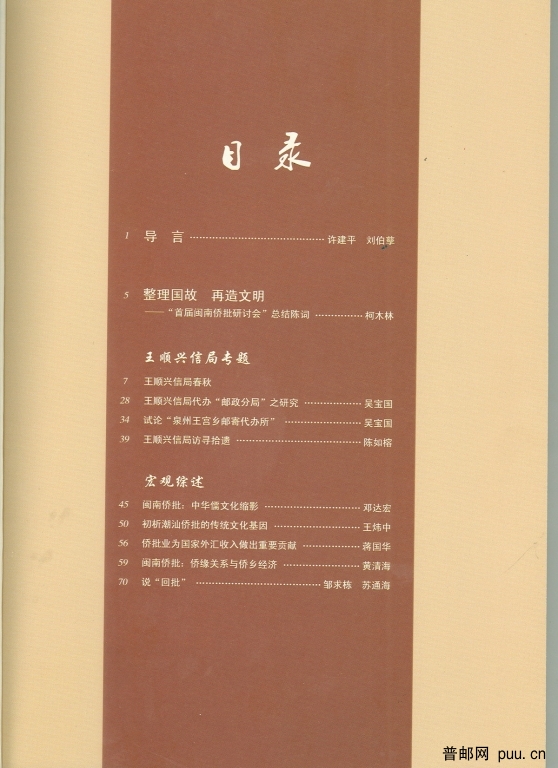 目录
1 导言 许建平 刘伯孳
5 整理国故 再造文明
——“首届闽南侨批研讨会”总结陈词 柯木林
王顺兴信局专题
7 王顺兴信局春秋
28 王顺兴信局代办“邮政分局”之研究 吴宝国
34 试论“泉州王宫乡邮寄代办所” 吴宝国
39 王顺兴信局访寻拾遗 陈如榕
宏观综述
45 闽南侨批：中华儒文化缩影 邓达宏
50 初析潮汕侨批的传统文化基因 王炜中
56 侨批业为国家外汇收入做出重要贡献 蒋国华
59 闽南侨批：侨缘关系与侨乡经济 黄清海
70 说“回批” 邹求栋 苏通海
普邮网 puu.cn